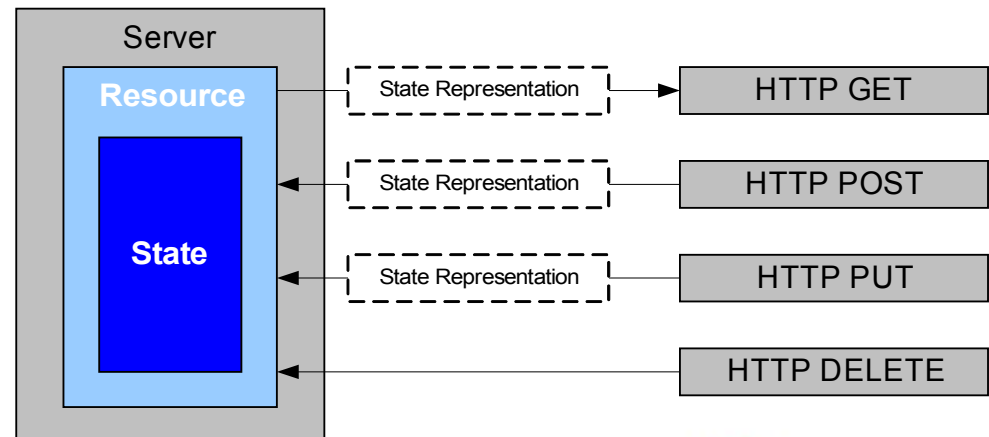 Server
Resource
State
State Representation
HTTP GET
State Representation
HTTP POST
State Representation
HTTP PUT
HTTP DELETE